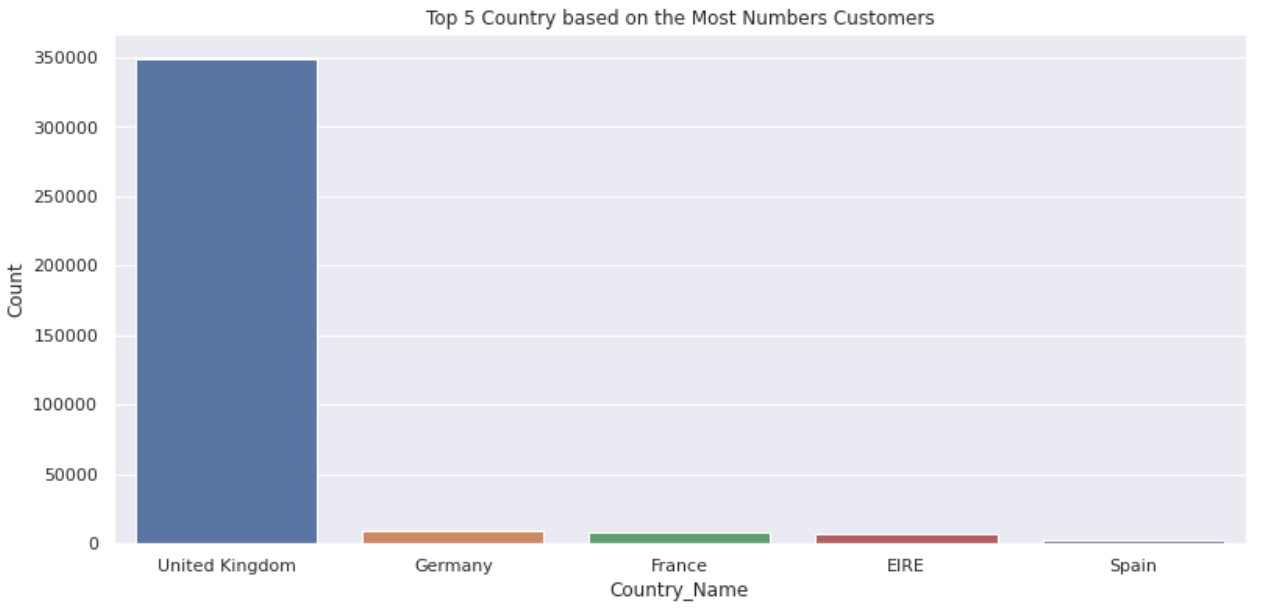 Top 5 Country based on the Most Numbers Customers
350000
300000
250000
200000
150000
100000
50000
0
Count
United Kingdom Germany France EIRE Spain
Country_Name